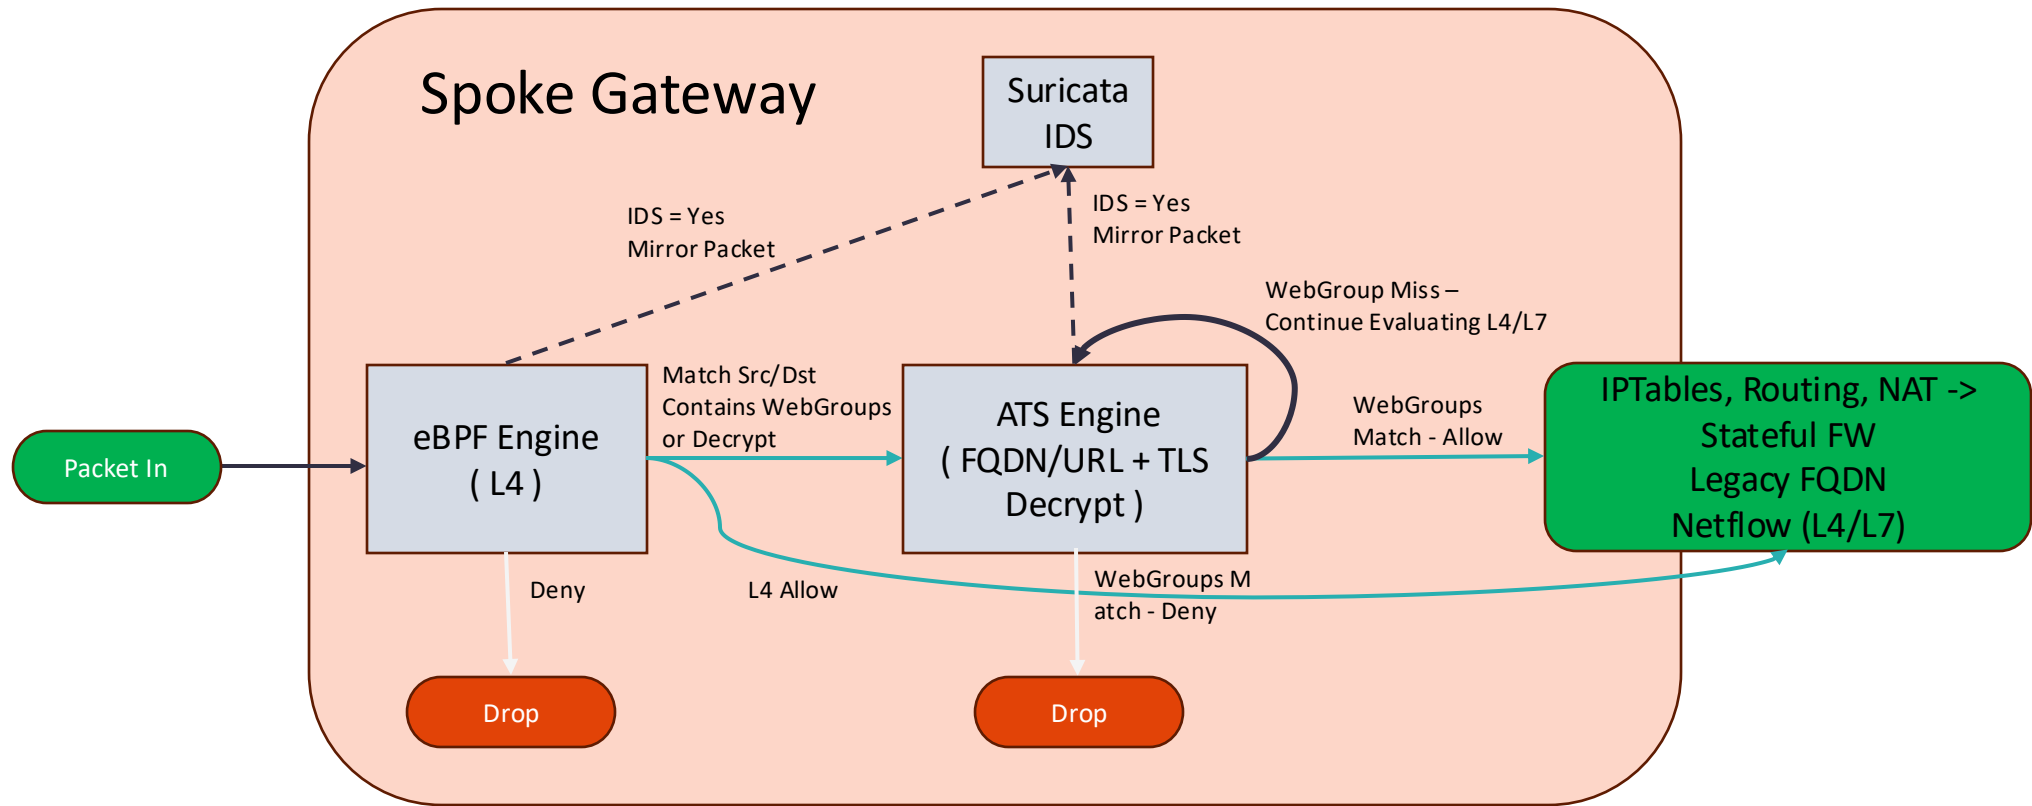 Spoke Gateway
Suricata
IDS
IDS = Yes
Mirror Packet
IDS = Yes
Mirror Packet
WebGroup Miss –
Continue Evaluating L4/L7
Packet In
eBPF Engine
( L4 )
Match Src/Dst
Contains WebGroups
or Decrypt
ATS Engine
( FQDN/URL + TLS
Decrypt )
WebGroups
Match - Allow
IPTables, Routing, NAT ->
Stateful FW
Legacy FQDN
Netflow (L4/L7)
Deny
L4 Allow
WebGroups M
atch - Deny
Drop
Drop